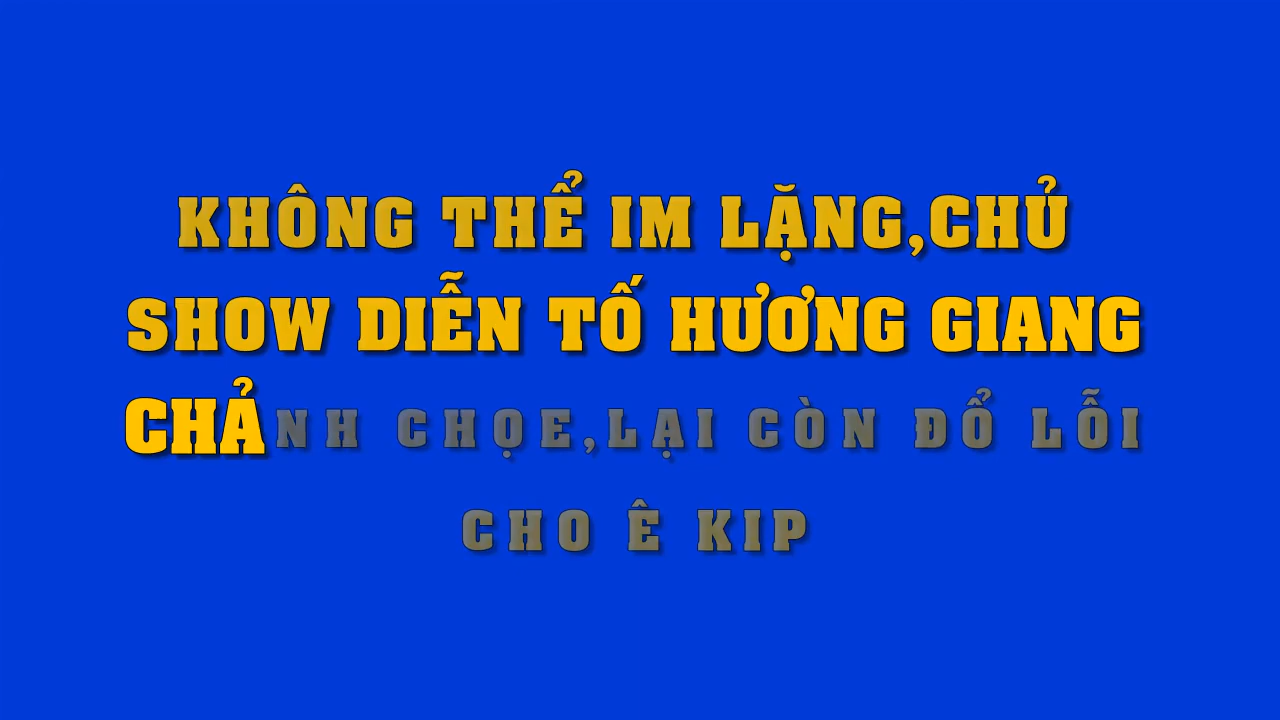 KHÔNG THỂ IM LẶNG,CHỦ
SHOW DIỄN TỐ HƯƠNG GIANG
CHẢNH CHỌE,LẠI CÒN ĐỔ LỖI
CHO Ê KIP